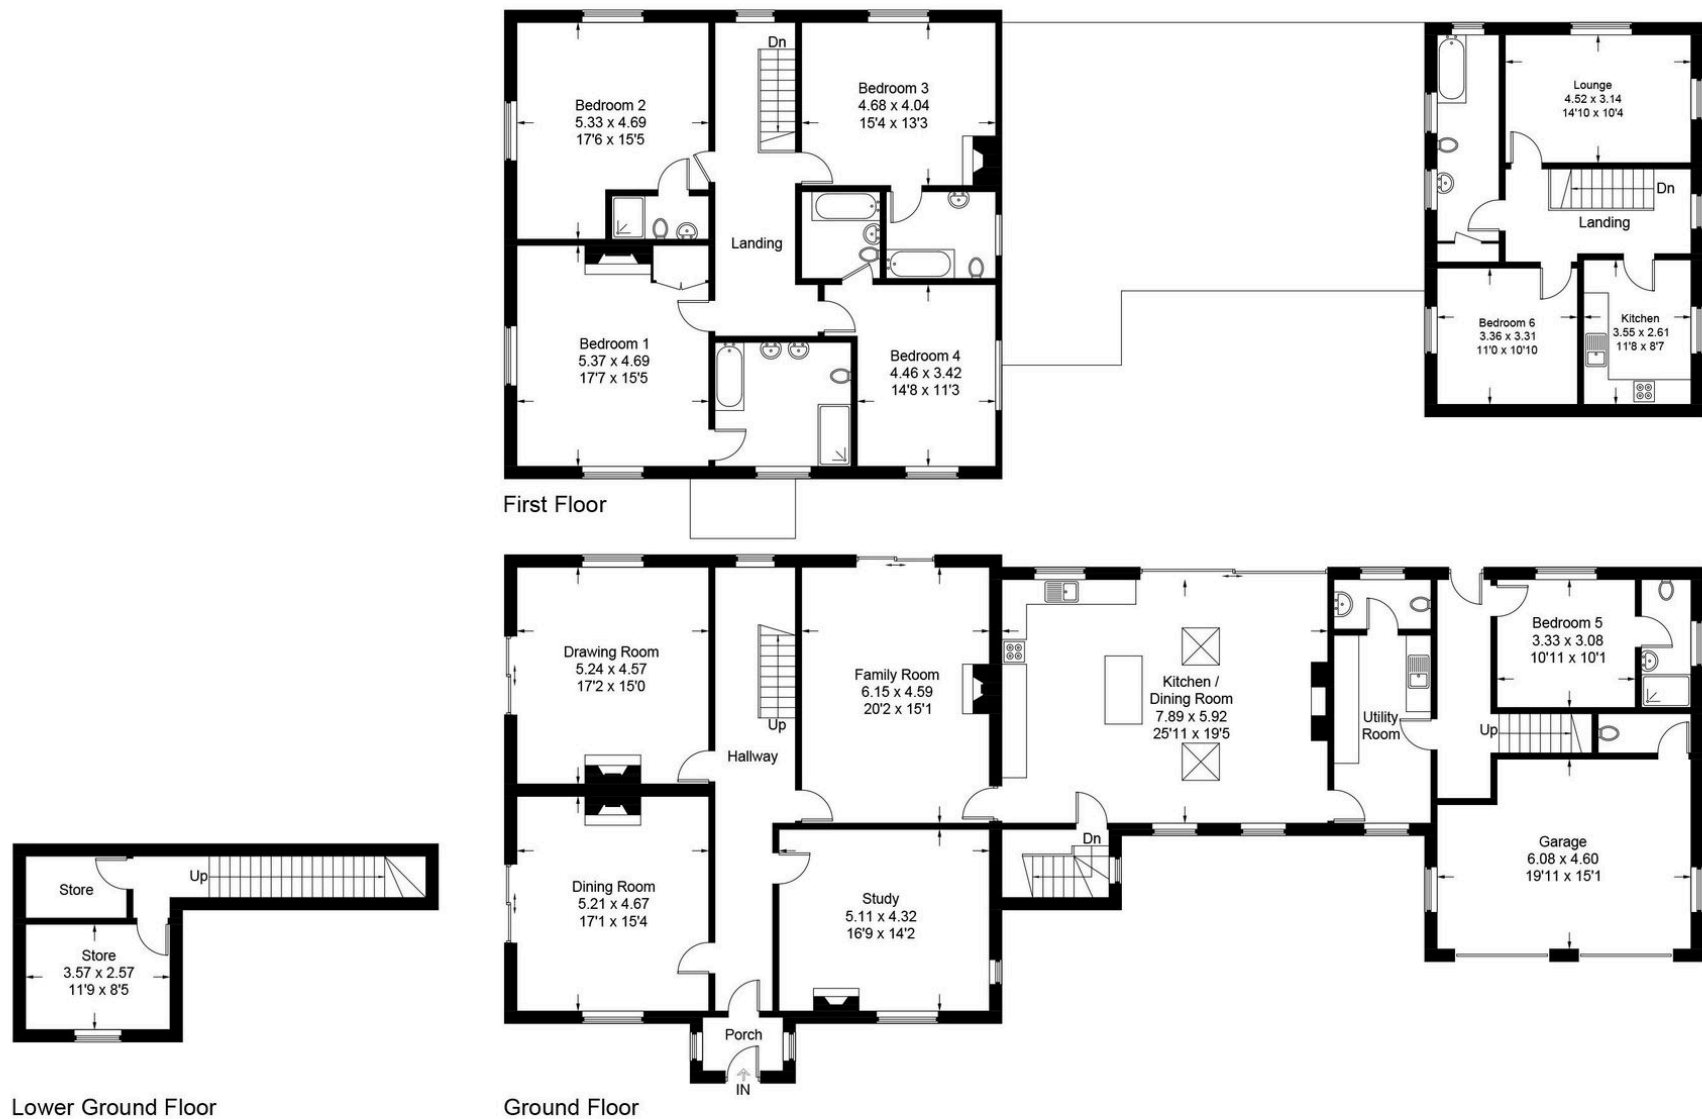 Dn
Bedroom 2
5.33 x 4.69
17'6 x 15'5
Bedroom 3
4.68 x 4.04
15'4 x 13'3
Landing
Bedroom 1
5.37 x 4.69
17'7 x 15'5
Bedroom 4
4.46 x 3.42
14'8 x 11'3
Lounge
4.52 x 3.14
14'10 x 10'4
Dn
Landing
Bedroom 6
3.36 x 3.31
11'0 x 10'10
Kitchen
3.55 x 2.61
11'8 x 8'7
First Floor
Drawing Room
5.24 x 4.57
17'2 x 15'0
Up
Hallway
Family Room
6.15 x 4.59
20'2 x 15'1
Kitchen /
Dining Room
7.89 x 5.92
25'11 x 19'5
Utility
Room
Bedroom 5
3.33 x 3.08
10'11 x 10'1
Up
Dn
Dining Room
5.21 x 4.67
17'1 x 15'4
Study
5.11 x 4.32
16'9 x 14'2
Garage
6.08 x 4.60
19'11 x 15'1
Porch
IN
Ground Floor
Store
Up
Store
3.57 x 2.57
11'9 x 8'5
Lower Ground Floor